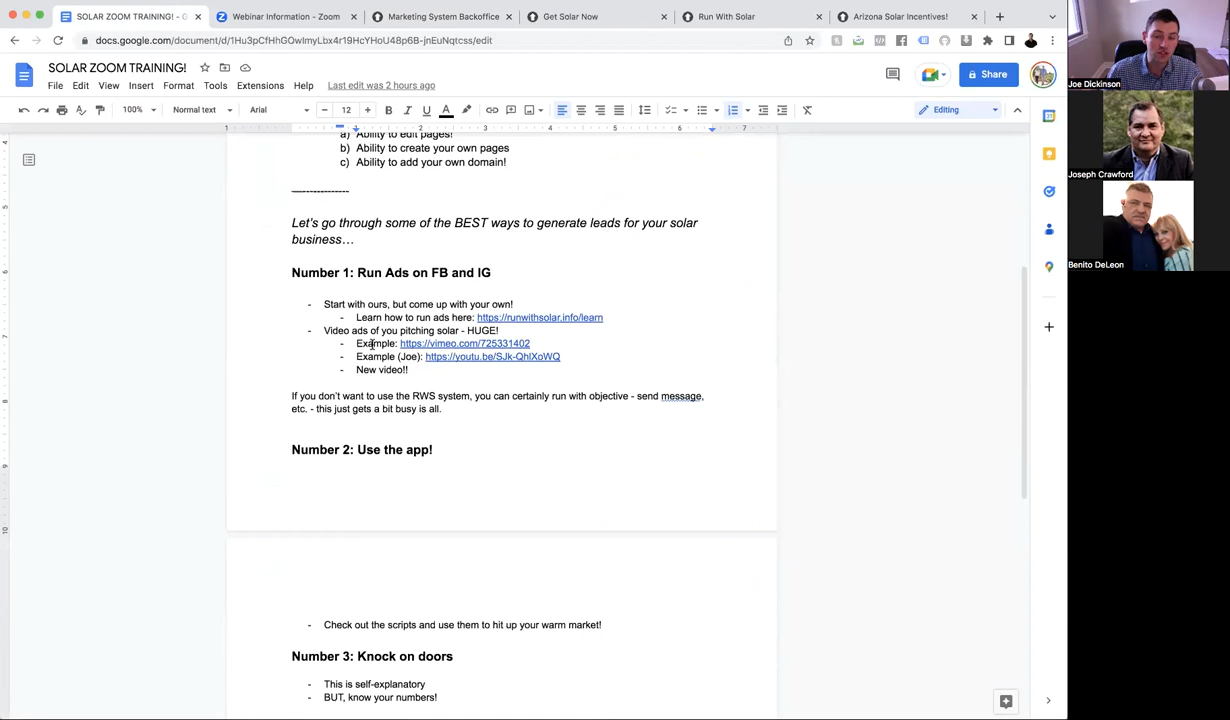 SOLAR ZOOM TRAINING! - G
Webinar Information - Zoom
Marketing System Backoffice
Get Solar Now
Run With Solar
Arizona Solar Incentives!
docs.google.com/document/d/1Hu3pCfHhGOwImyLbx4r19HcYHoU48p6B-jnEuNqtcss/edit
SOLAR ZOOM TRAINING!
File Edit View Insert Format Tools Extensions Help Last edit was 2 hours ago
Share
100% Normal text Arial 12 Editing
a) Ability to edit pages!
b) Ability to create your own pages
c) Ability to add your own domain!
—--------------
Let's go through some of the BEST ways to generate leads for your solar
business…
Number 1: Run Ads on FB and IG
- Start with ours, but come up with your own!
- Learn how to run ads here: https://runwithsolar.info/learn
- Video ads of you pitching solar - HUGE!
- Example: https://vimeo.com/725331402
- Example (Joe): https://youtu.be/SJk-QhlXoWQ
- New video!!
If you don't want to use the RWS system, you can certainly run with objective - send message,
etc. - this just gets a bit busy is all.
Number 2: Use the app!
- Check out the scripts and use them to hit up your warm market!
Number 3: Knock on doors
- This is self-explanatory
- BUT, know your numbers!
Joe Dickinson
Joseph Crawford
Benito DeLeon